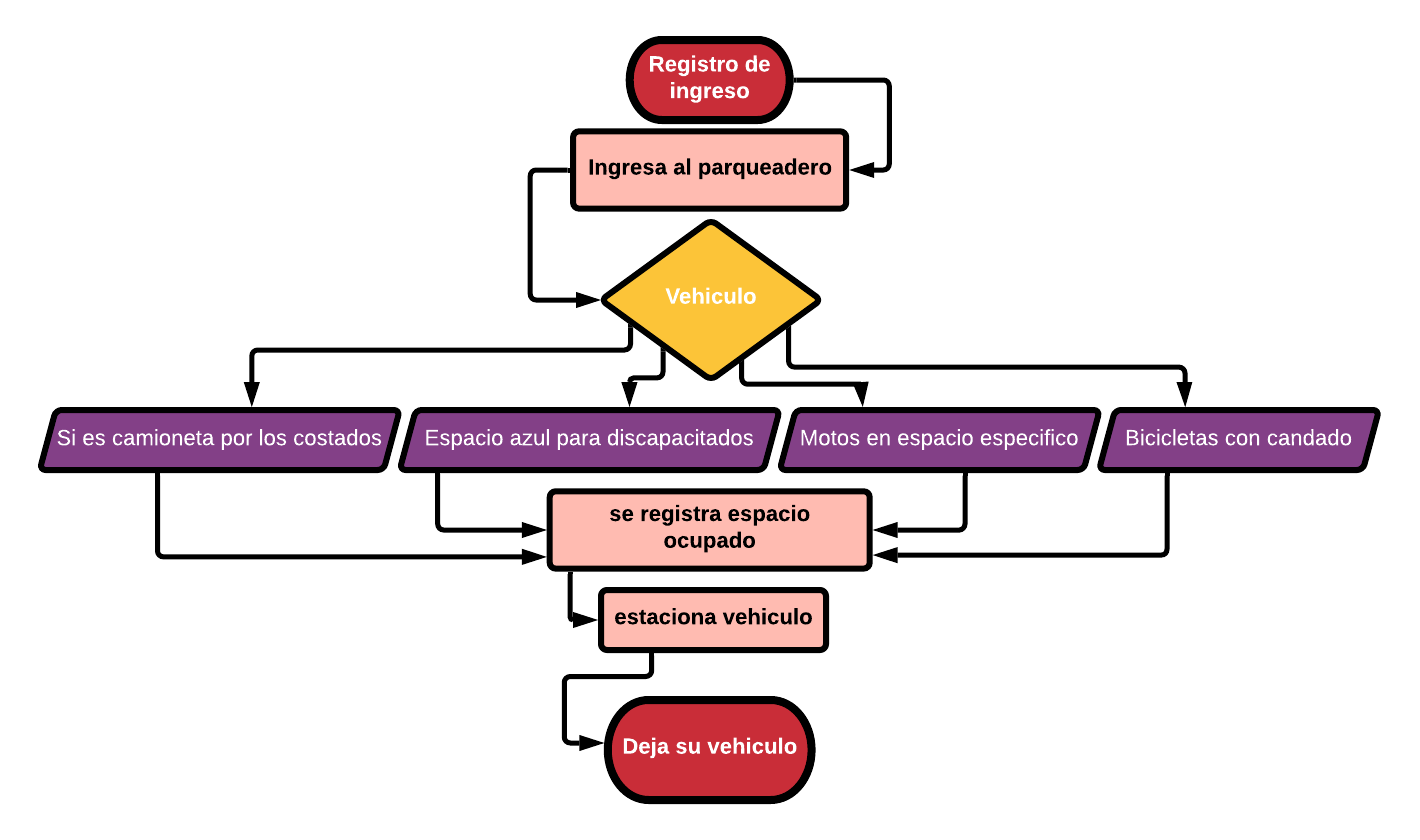 Registro de
ingreso
Ingresa al parqueadero
Vehiculo
Si es camioneta por los costados
Espacio azul para discapacitados
Motos en espacio especifico
Bicicletas con candado
se registra espacio
ocupado
estaciona vehiculo
Deja su vehiculo